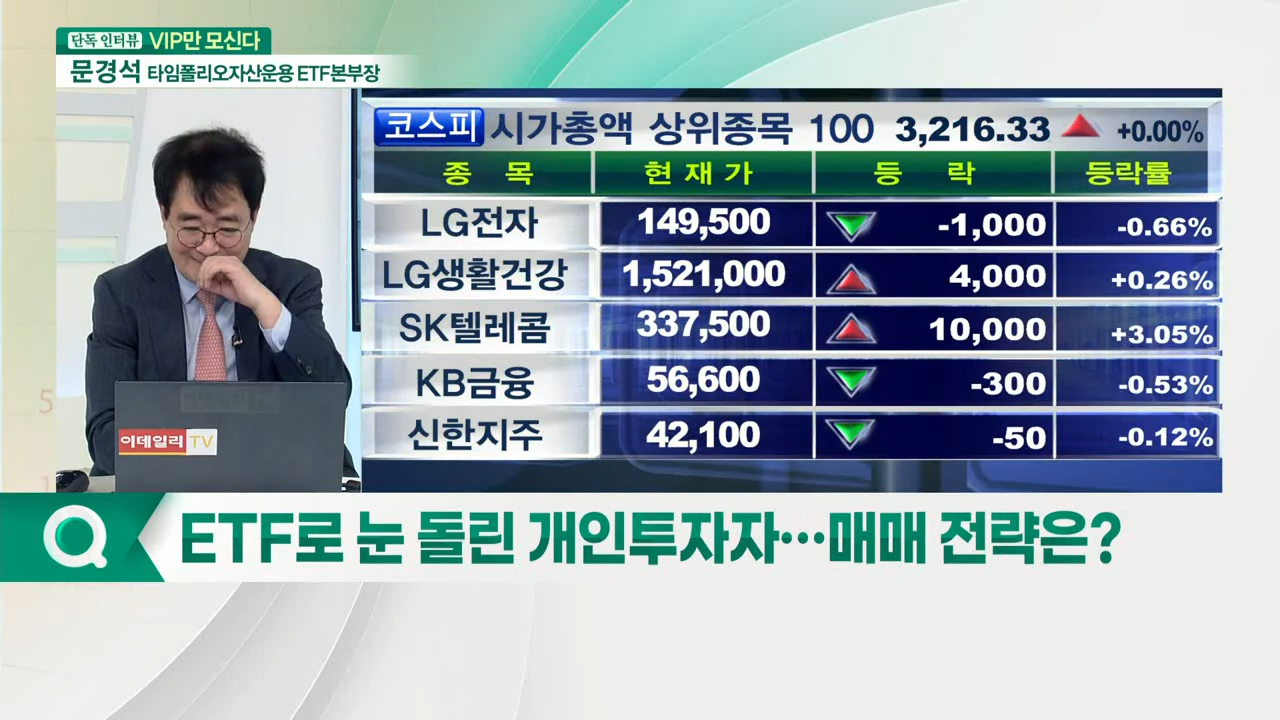 단독 인터뷰 VIP만 모신다
문경석 타임폴리오자산운용 ETF본부장
코스피 시가총액 상위종목 100 3,216.33 +0.00%
종 목 현 재 가 등 락 등락률
LG전자 149,500 -1,000 -0.66%
LG생활건강 1,521,000 4,000 +0.26%
SK텔레콤 337,500 10,000 +3.05%
KB금융 56,600 -300 -0.53%
신한지주 42,100 -50 -0.12%
이데일리 TV
5
1
Q ETF로 눈 돌린 개인투자자…매매 전략은?